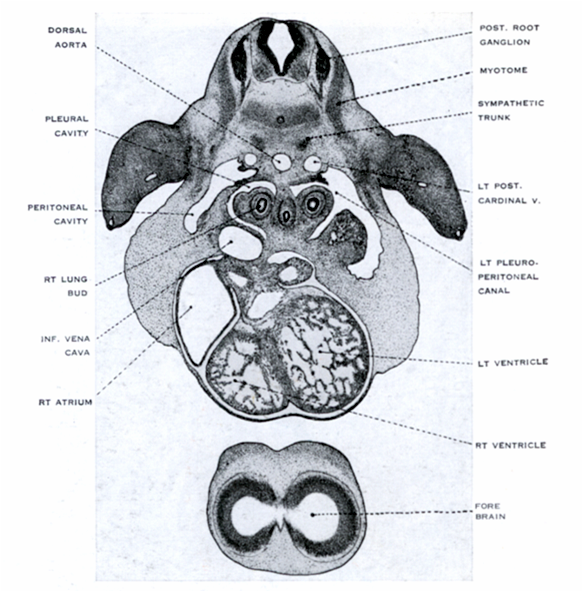 DORSAL
AORTA
PLEURAL
CAVITY
PERITONEAL
CAVITY
RT LUNG
BUD
INF. VENA
CAVA
RT ATRIUM
POST. ROOT
GANGLION
MYOTOME
SYMPATHETIC
TRUNK
LT POST.
CARDINAL V.
LT PLEURO-
PERITONEAL
CANAL
LT VENTRICLE
RT VENTRICLE
FORE
BRAIN